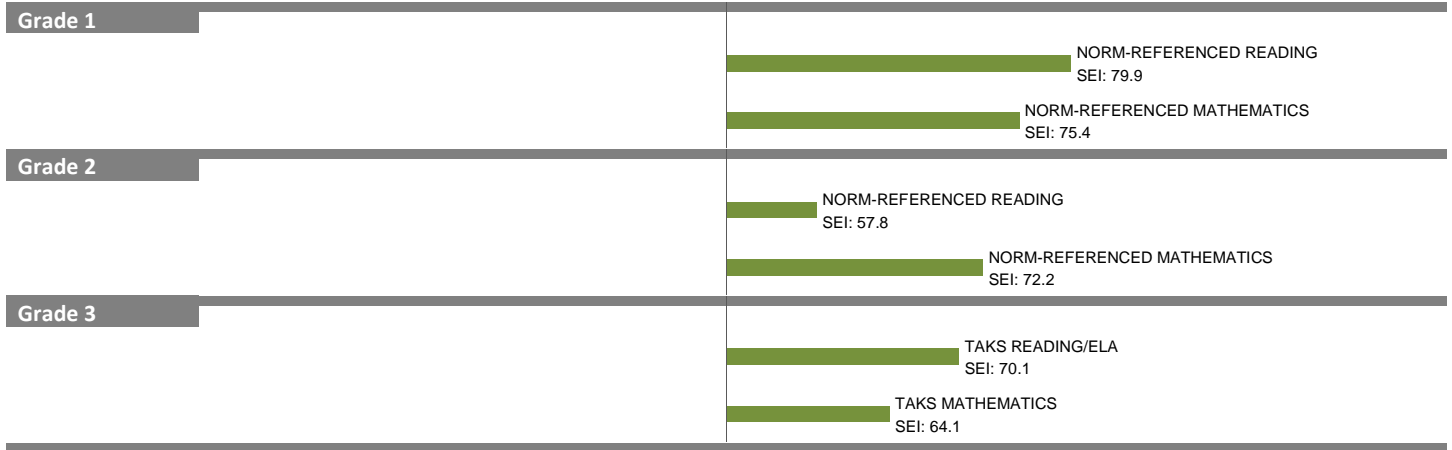 Grade 1
NORM-REFERENCED READING
SEI: 79.9
NORM-REFERENCED MATHEMATICS
SEI: 75.4
Grade 2
NORM-REFERENCED READING
SEI: 57.8
NORM-REFERENCED MATHEMATICS
SEI: 72.2
Grade 3
TAKS READING/ELA
SEI: 70.1
TAKS MATHEMATICS
SEI: 64.1